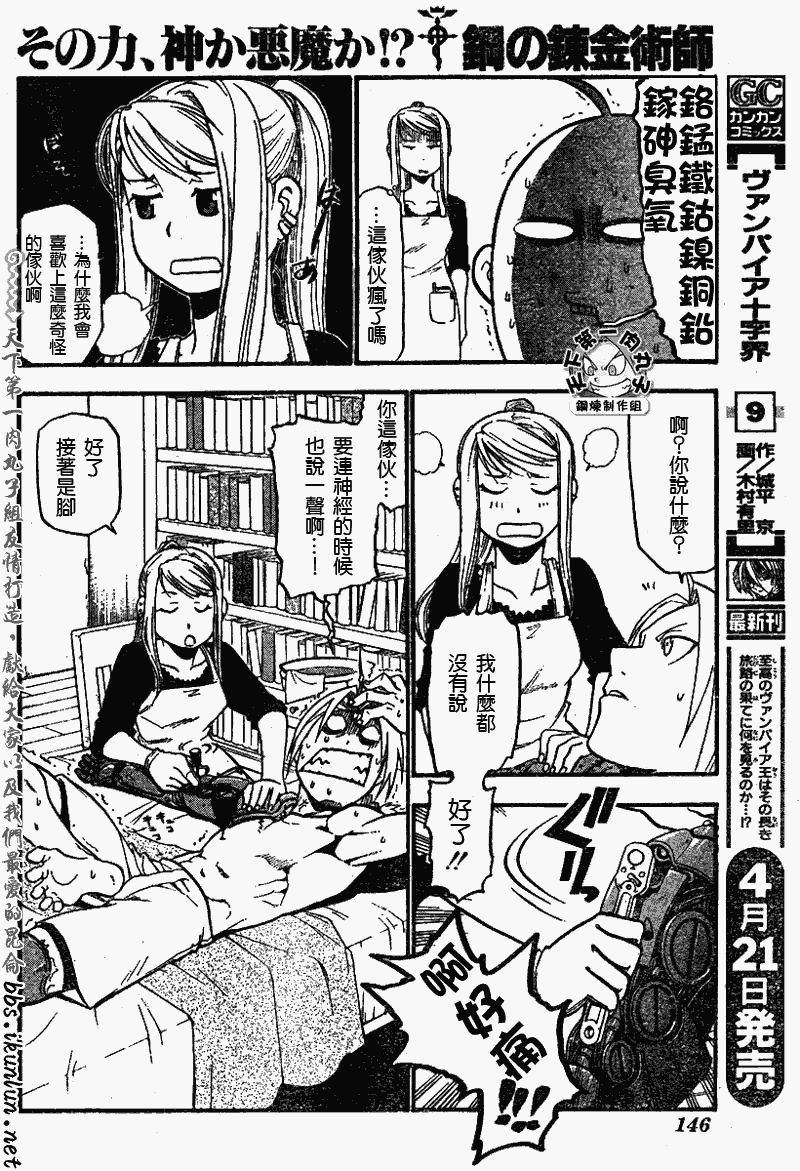 その力、神か悪魔か!?
鋼の錬金術師
鉻錳鐵鈷鎳銅鉛
鎵砷臭氧
…這傢伙瘋了嗎
…為什麼我會
喜歡上這麼奇怪
的傢伙啊
天下第一肉丸子
鋼煉制作組
啊?你說什麼?
我什麼都
沒有說
你這傢伙…
要連神經的時候
也說一聲啊…!
好了
接著是腳
好了!!
啊好痛!!!
146
GC
ガンガン
コミックス
ヴァンパイア十字界
9
作/城平 京
画/木村有里
最新刊
至高のヴァンパイア王はその長き
旅路の果てに何を見るのか…!?
4月21日発売
天下第一肉丸子組友情打造,獻給大家以及我們最愛的昆侖 bbs.ikunlun.net